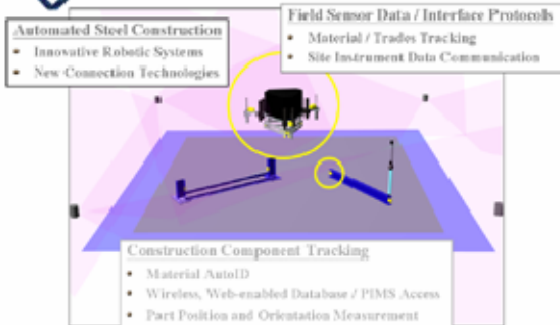 Automated Steel Construction
• Innovative Robotic Systems
• New Connection Technologies
Field Sensor Data / Interface Protocols
• Material / Trades Tracking
• Site Instrument Data Communication
Construction Component Tracking
• Material AutoID
• Wireless, Web-enabled Database / PIMS Access
• Part Position and Orientation Measurement